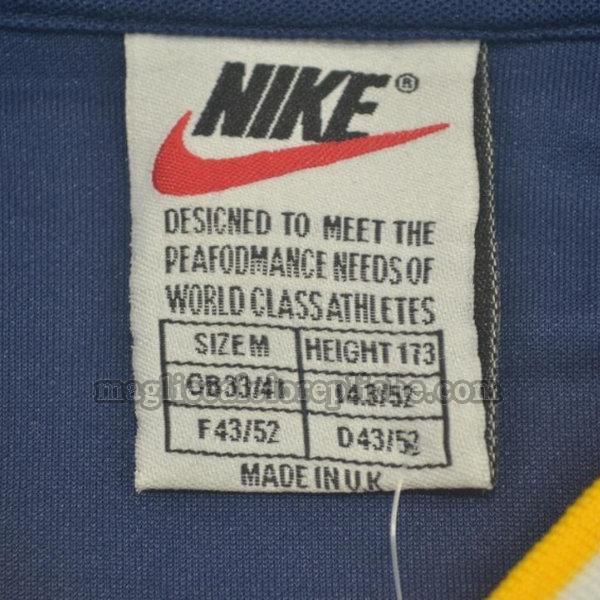 NIKE®
DESIGNED TO MEET THE
PEAFODMANCE NEEDS OF
WORLD CLASS ATHLETES
SIZE M HEIGHT 173
GB33/41 I43/52
F43/52 D43/52
MADE IN U.K